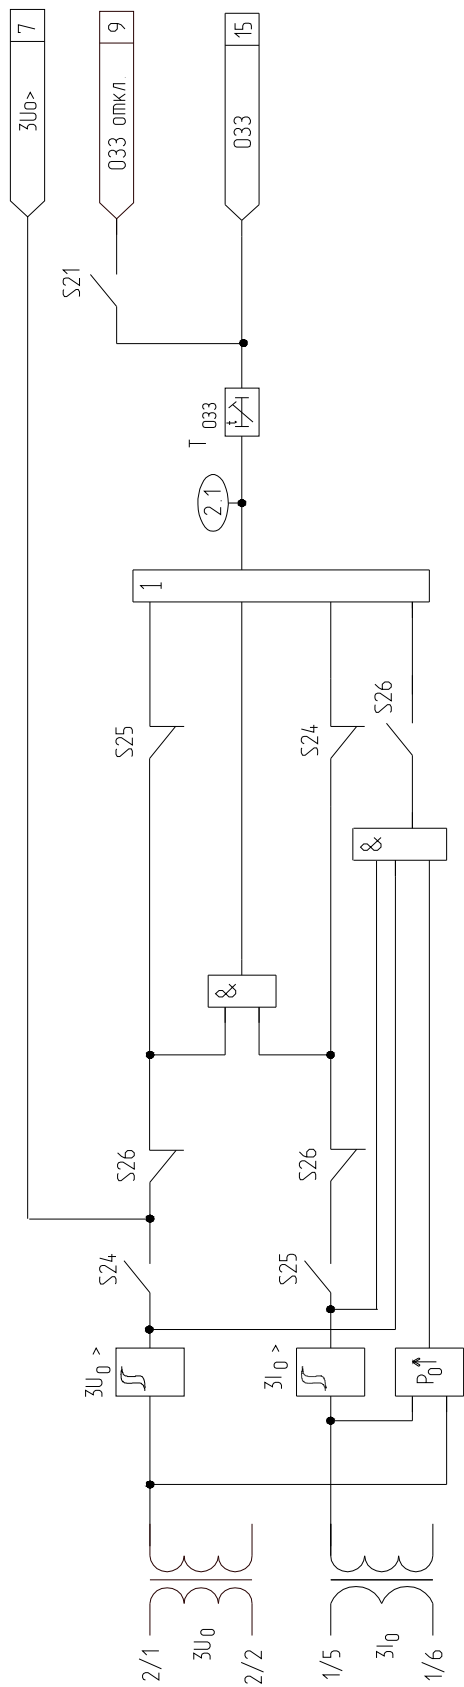 7
3Uo>
9
ОЗЗ откл.
15
ОЗЗ
S21
T ОЗЗ
t
2.1
1
S25
S24
S26
&
&
S26
S26
S24
S25
3U0 >
3I0 >
P0
2/1
3U0
2/2
1/5
3I0
1/6